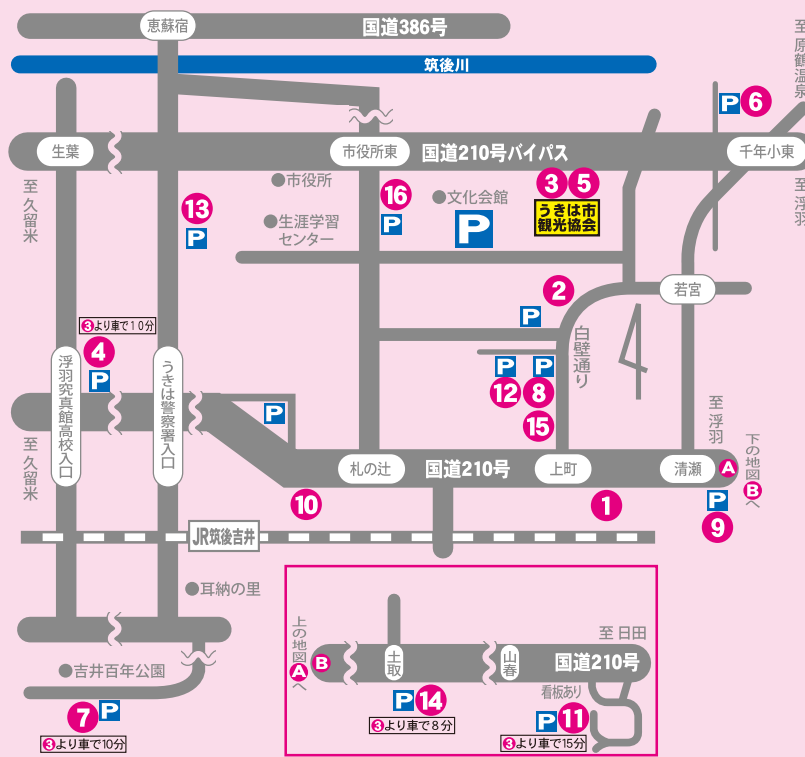 恵蘇宿
国道386号
筑後川
至 原鶴温泉
P 6
生葉
市役所東
国道210号バイパス
千年小東
至 久留米
●市役所
13
P
16
P
●文化会館
P
3 5
うきは市
観光協会
至 浮羽
●生涯学習
センター
2
P
若宮
白壁通り
3より車で10分
4
P
浮羽究真館高校入口
うきは警察署入口
P
P P
12 8
15
至 浮羽
至 久留米
札の辻
国道210号
上町
清瀬
A
下の地図Bへ
10
1
P
9
JR筑後吉井
●耳納の里
●吉井百年公園
7 P
3より車で10分
上の地図Aへ
B
土取
山春
至 日田
国道210号
看板あり
P 14
3より車で8分
P 11
3より車で15分